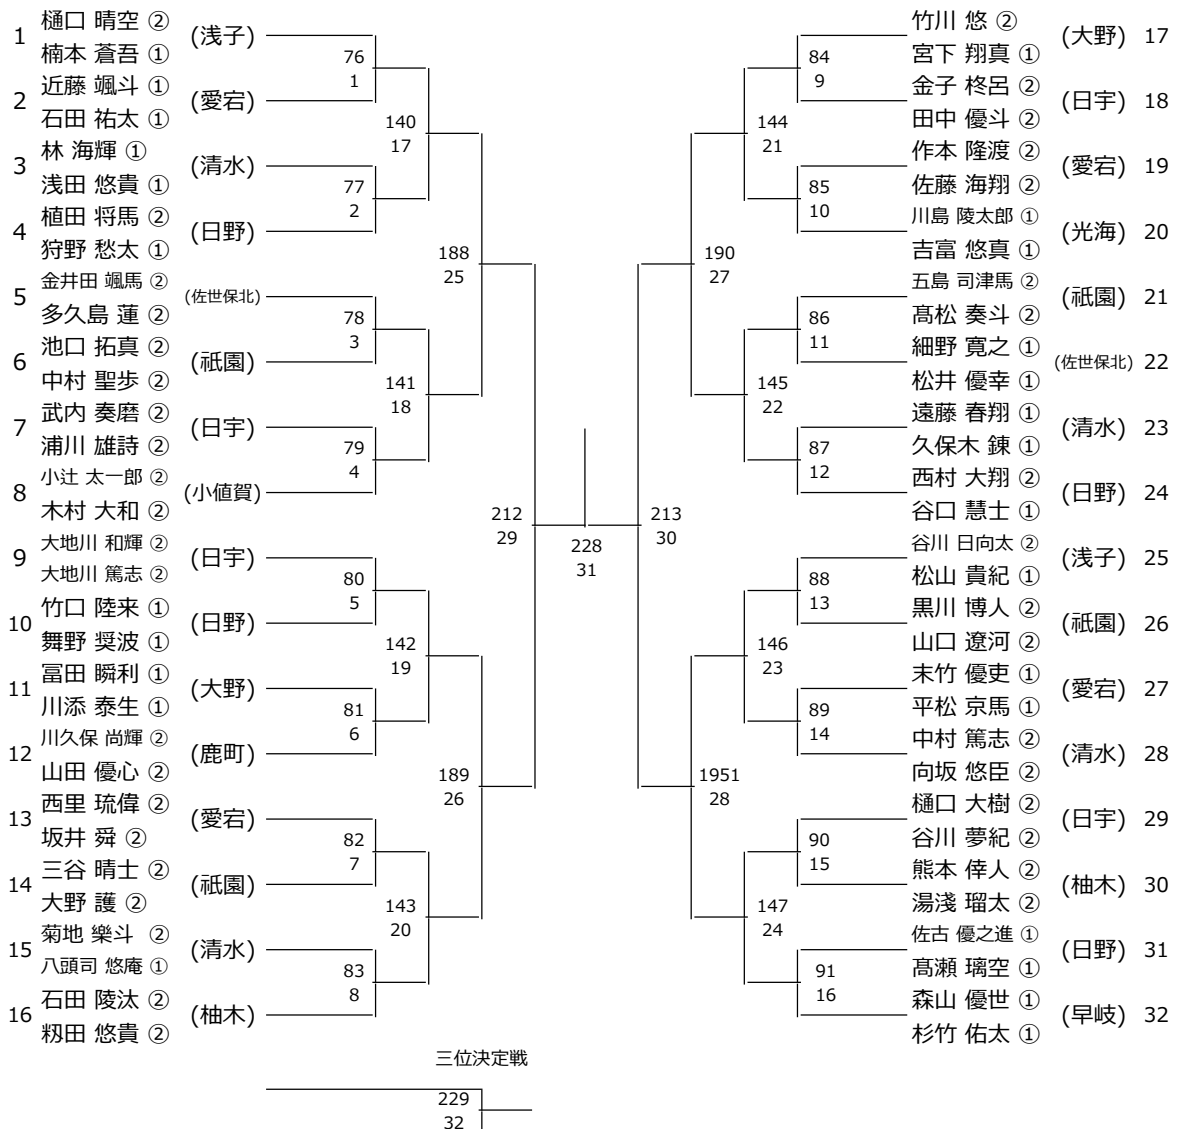 1 樋口 晴空 ② (浅子)
楠本 蒼吾 ①
76
1
2 近藤 颯斗 ① (愛宕)
石田 祐太 ①
140
17
3 林 海輝 ① (清水)
浅田 悠貴 ①
77
2
4 植田 将馬 ② (日野)
狩野 愁太 ①
188
25
5 金井田 颯馬 ② (佐世保北)
多久島 蓮 ②
78
3
6 池口 拓真 ② (祇園)
中村 聖歩 ②
141
18
7 武内 奏磨 ② (日宇)
浦川 雄詩 ②
79
4
8 小辻 太一郎 ② (小値賀)
木村 大和 ②
212
29
9 大地川 和輝 ② (日宇)
大地川 篤志 ②
80
5
10 竹口 陸来 ① (日野)
舞野 奨波 ①
142
19
11 冨田 瞬利 ① (大野)
川添 泰生 ①
81
6
12 川久保 尚輝 ② (鹿町)
山田 優心 ②
189
26
13 西里 琉偉 ② (愛宕)
坂井 舜 ②
82
7
14 三谷 晴士 ② (祇園)
大野 護 ②
143
20
15 菊地 樂斗 ② (清水)
八頭司 悠庵 ①
83
8
16 石田 陵汰 ② (柚木)
籾田 悠貴 ②
228
31
竹川 悠 ② (大野) 17
宮下 翔真 ①
84
9
金子 柊呂 ② (日宇) 18
田中 優斗 ②
144
21
作本 隆渡 ② (愛宕) 19
佐藤 海翔 ②
85
10
川島 陵太郎 ① (光海) 20
吉富 悠真 ①
190
27
五島 司津馬 ② (祇園) 21
髙松 奏斗 ②
86
11
細野 寛之 ① (佐世保北) 22
松井 優幸 ①
145
22
遠藤 春翔 ① (清水) 23
久保木 錬 ①
87
12
西村 大翔 ② (日野) 24
谷口 慧士 ①
213
30
谷川 日向太 ② (浅子) 25
松山 貴紀 ①
88
13
黒川 博人 ② (祇園) 26
山口 遼河 ②
146
23
末竹 優吏 ① (愛宕) 27
平松 京馬 ①
89
14
中村 篤志 ② (清水) 28
向坂 悠臣 ②
1951
28
樋口 大樹 ② (日宇) 29
谷川 夢紀 ②
90
15
熊本 倖人 ② (柚木) 30
湯淺 瑠太 ②
147
24
佐古 優之進 ① (日野) 31
髙瀬 璃空 ①
91
16
森山 優世 ① (早岐) 32
杉竹 佑太 ①
三位決定戦
229
32